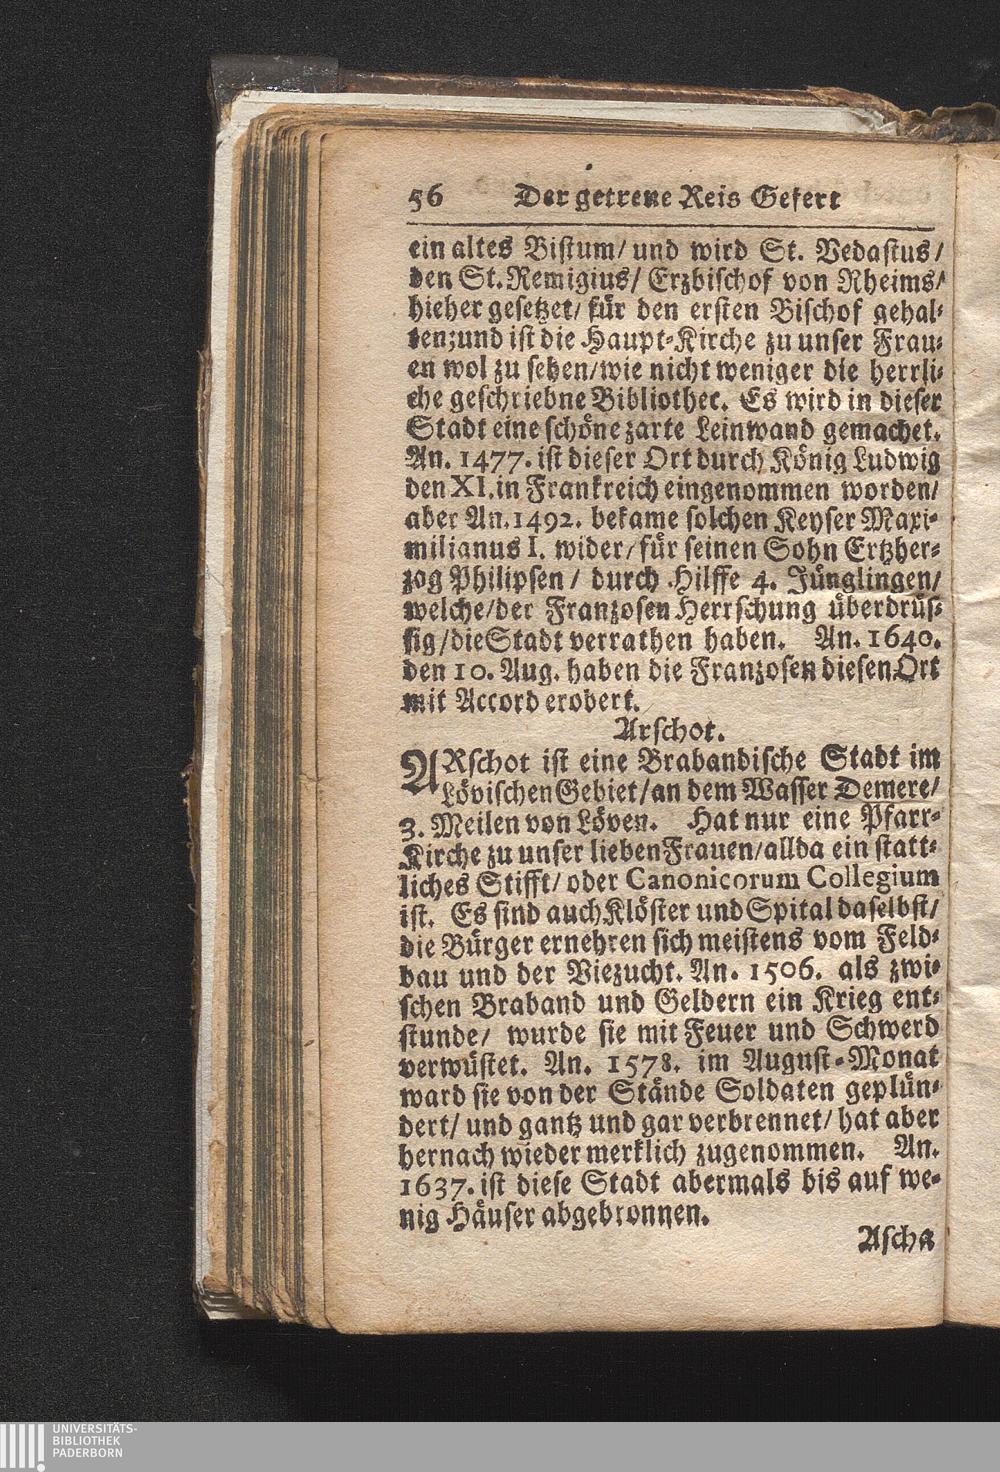 56 Der getreue Reis Gefert
ein altes Bistum/ und wird St. Vedastus/
den St. Remigius/ Erzbischof von Rheims/
hieher gesetzet/ für den ersten Bischof gehal-
ten; und ist die Haupt-Kirche zu unser Frau-
en wol zu sehen/ wie nicht weniger die herrli-
che geschriebne Bibliothec. Es wird in dieser
Stadt eine schöne zarte Leinwand gemachet.
An. 1477. ist dieser Ort durch König Ludwig
den XI. in Frankreich eingenommen worden/
aber An. 1492. bekame solchen Keyser Maxi-
milianus I. wider/ für seinen Sohn Ertzher-
zog Philipsen/ durch Hilffe 4. Jünglingen/
welche/ der Franzosen Herrschung überdrüs-
sig/ die Stadt verrathen haben. An. 1640.
den 10. Aug. haben die Franzosen diesen Ort
mit Accord erobert.
Arschot.
ARschot ist eine Brabandische Stadt im
Lövischen Gebiet/ an dem Wasser Demere/
3. Meilen von Löven. Hat nur eine Pfarr-
Kirche zu unser lieben Frauen/ allda ein statt-
liches Stifft/ oder Canonicorum Collegium
ist. Es sind auch Klöster und Spital daselbst/
die Bürger ernehren sich meistens vom Feld-
bau und der Viezucht. An. 1506. als zwi-
schen Braband und Geldern ein Krieg ent-
stunde/ wurde sie mit Feuer und Schwerd
verwüstet. An. 1578. im August-Monat
ward sie von der Stände Soldaten geplün-
dert/ und gantz und gar verbrennet/ hat aber
hernach wieder merklich zugenommen. An.
1637. ist diese Stadt abermals bis auf we-
nig Häuser abgebronnen.
Ascha
UNIVERSITÄTS-
BIBLIOTHEK
PADERBORN